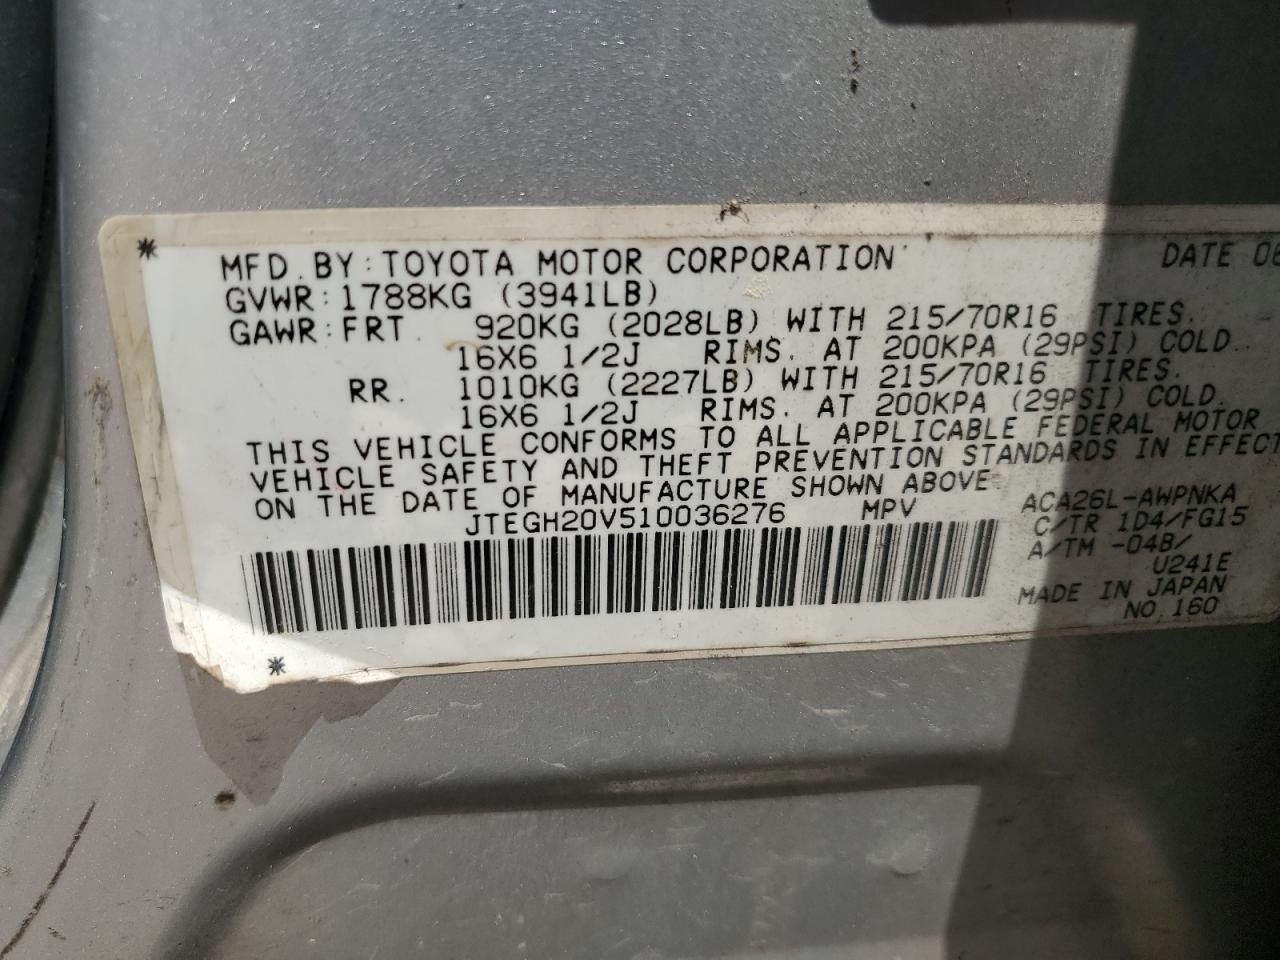 MFD. BY: TOYOTA MOTOR CORPORATION DATE 06
GVWR: 1788KG (3941LB)
GAWR: FRT. 920KG (2028LB) WITH 215/70R16 TIRES.
16X6 1/2J RIMS. AT 200KPA (29PSI) COLD.
RR. 1010KG (2227LB) WITH 215/70R16 TIRES.
16X6 1/2J RIMS. AT 200KPA (29PSI) COLD.
THIS VEHICLE CONFORMS TO ALL APPLICABLE FEDERAL MOTOR
VEHICLE SAFETY AND THEFT PREVENTION STANDARDS IN EFFECT
ON THE DATE OF MANUFACTURE SHOWN ABOVE
JTEGH20V510036276 MPV
ACA26L-AWPNKA
C/TR 1D4/FG15
A/TM -04B/
U241E
MADE IN JAPAN
NO. 160